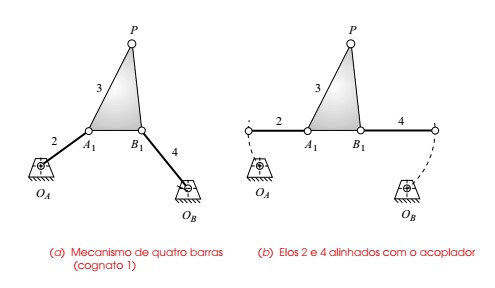 P
3
2
A1
B1
4
OA
OB
(a) Mecanismo de quatro barras
(cognato 1)
P
3
2
4
A1
B1
OA
OB
(b) Elos 2 e 4 alinhados com o acoplador